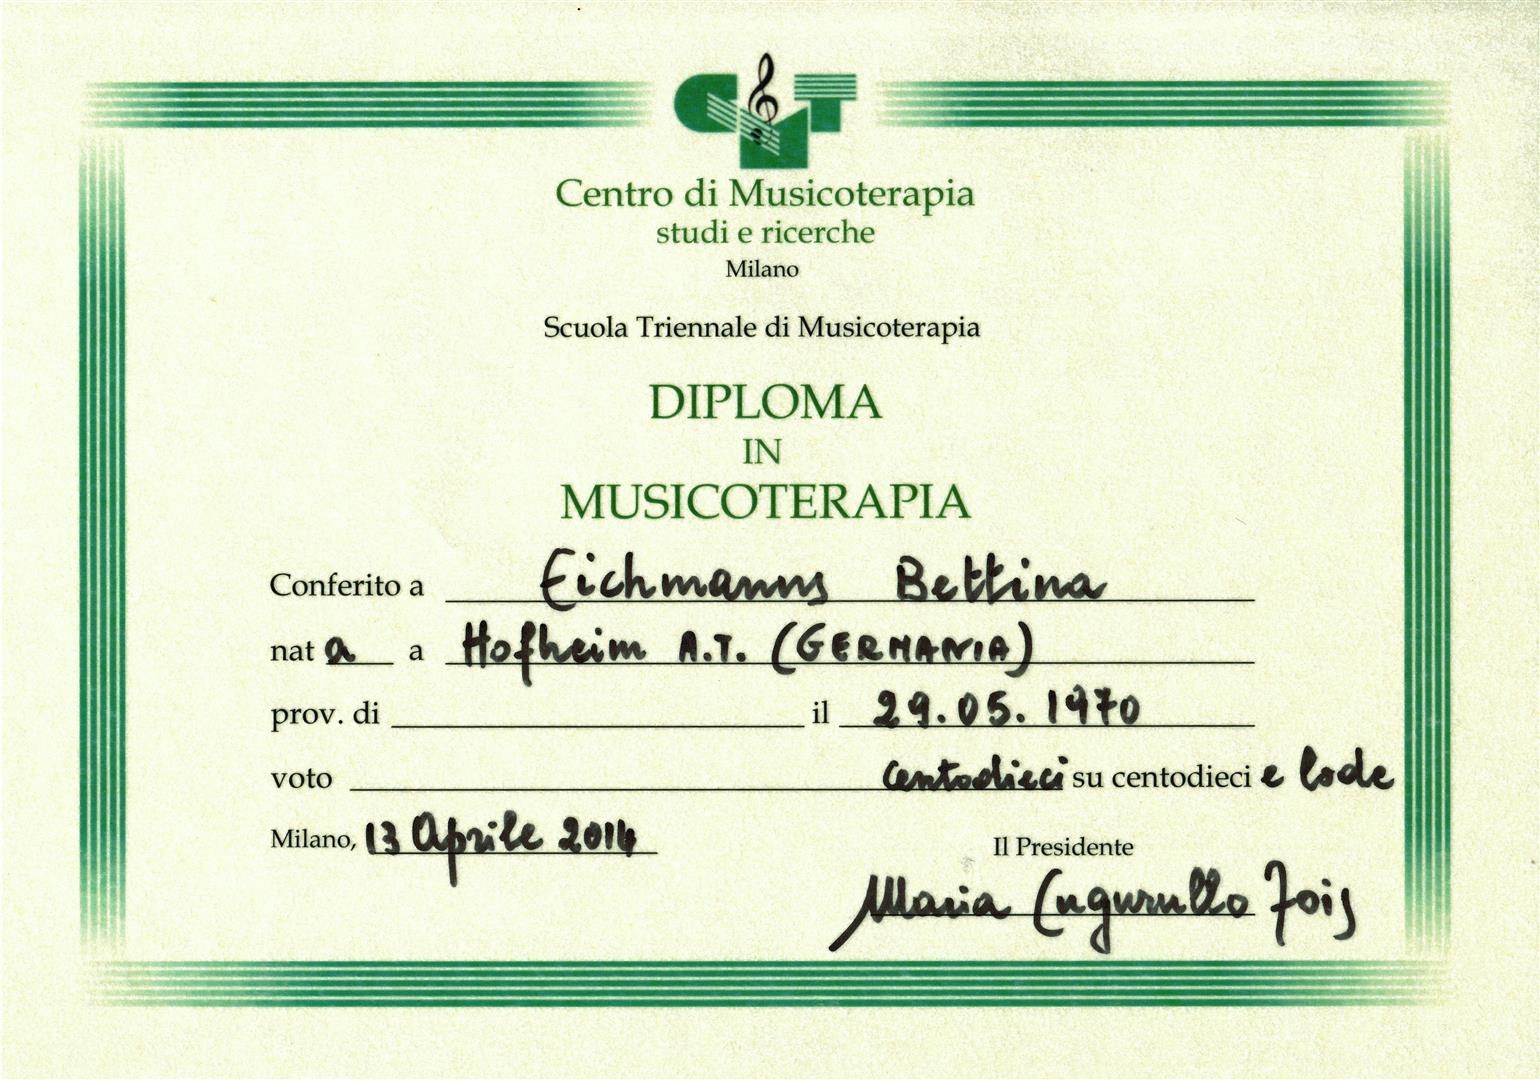 CMT
Centro di Musicoterapia
studi e ricerche
Milano
Scuola Triennale di Musicoterapia
DIPLOMA
IN
MUSICOTERAPIA
Conferito a Eichmanns Bettina
nat a a Hofheim A.T. (GERMANIA)
prov. di il 29.05.1970
voto centodieci su centodieci e lode
Milano, 13 Aprile 2014
Il Presidente
Maria Cugurullo Fois